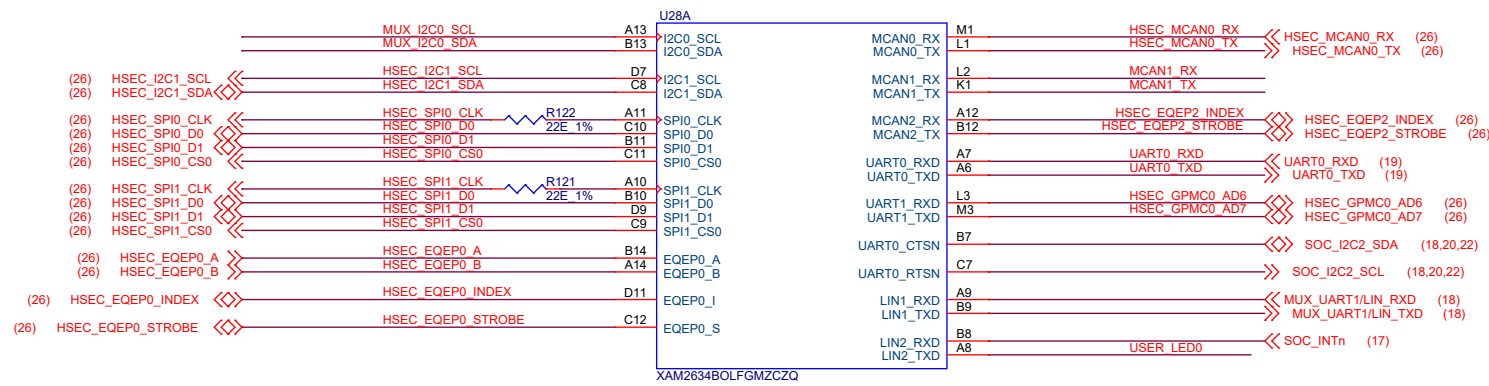 U28A
MUX_I2C0_SCL A13 I2C0_SCL MCAN0_RX M1 HSEC_MCAN0_RX HSEC_MCAN0_RX (26)
MUX_I2C0_SDA B13 I2C0_SDA MCAN0_TX L1 HSEC_MCAN0_TX HSEC_MCAN0_TX (26)
(26) HSEC_I2C1_SCL HSEC_I2C1_SCL D7 I2C1_SCL MCAN1_RX L2 MCAN1_RX
(26) HSEC_I2C1_SDA HSEC_I2C1_SDA C8 I2C1_SDA MCAN1_TX K1 MCAN1_TX
(26) HSEC_SPI0_CLK HSEC_SPI0_CLK R122 A11 SPI0_CLK MCAN2_RX A12 HSEC_EQEP2_INDEX HSEC_EQEP2_INDEX (26)
(26) HSEC_SPI0_D0 HSEC_SPI0_D0 22E_1% C10 SPI0_D0 MCAN2_TX B12 HSEC_EQEP2_STROBE HSEC_EQEP2_STROBE (26)
(26) HSEC_SPI0_D1 HSEC_SPI0_D1 B11 SPI0_D1
(26) HSEC_SPI0_CS0 HSEC_SPI0_CS0 C11 SPI0_CS0 UART0_RXD A7 UART0_RXD UART0_RXD (19)
UART0_TXD A6 UART0_TXD UART0_TXD (19)
(26) HSEC_SPI1_CLK HSEC_SPI1_CLK R121 A10 SPI1_CLK
(26) HSEC_SPI1_D0 HSEC_SPI1_D0 22E_1% B10 SPI1_D0 UART1_RXD L3 HSEC_GPMC0_AD6 HSEC_GPMC0_AD6 (26)
(26) HSEC_SPI1_D1 HSEC_SPI1_D1 D9 SPI1_D1 UART1_TXD M3 HSEC_GPMC0_AD7 HSEC_GPMC0_AD7 (26)
(26) HSEC_SPI1_CS0 HSEC_SPI1_CS0 C9 SPI1_CS0
UART0_CTSN B7 SOC_I2C2_SDA (18,20,22)
(26) HSEC_EQEP0_A HSEC_EQEP0_A B14 EQEP0_A
(26) HSEC_EQEP0_B HSEC_EQEP0_B A14 EQEP0_B UART0_RTSN C7 SOC_I2C2_SCL (18,20,22)
(26) HSEC_EQEP0_INDEX HSEC_EQEP0_INDEX D11 EQEP0_I LIN1_RXD A9 MUX_UART1/LIN_RXD (18)
LIN1_TXD B9 MUX_UART1/LIN_TXD (18)
(26) HSEC_EQEP0_STROBE HSEC_EQEP0_STROBE C12 EQEP0_S
LIN2_RXD B8 SOC_INTn (17)
LIN2_TXD A8 USER_LED0
XAM2634BOLFGMZCZQ